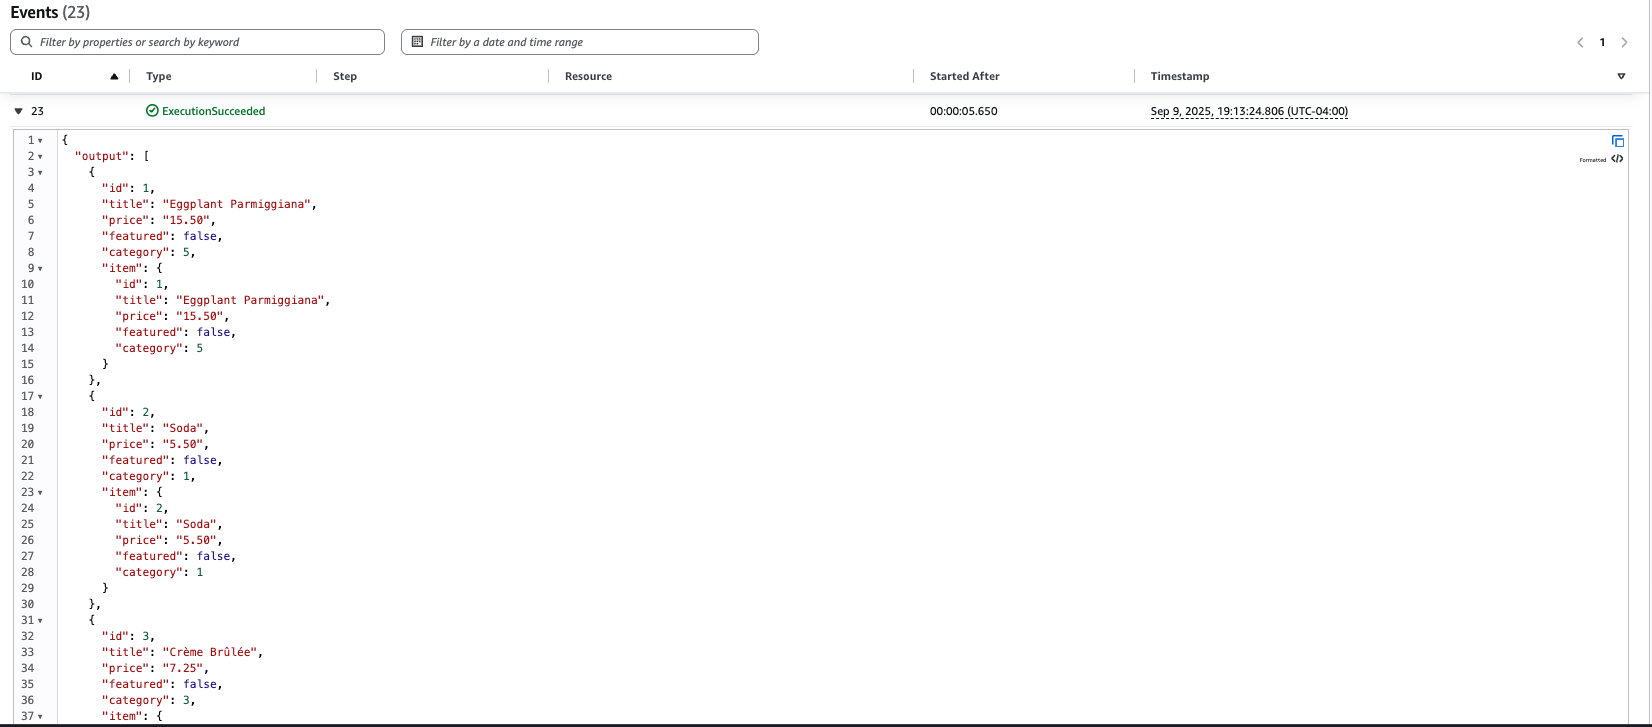 Events (23)
Filter by properties or search by keyword
Filter by a date and time range
1
ID Type Step Resource Started After Timestamp
23 ExecutionSucceeded 00:00:05.650 Sep 9, 2025, 19:13:24.806 (UTC-04:00)
Formatted
1 {
2 "output": [
3 {
4 "id": 1,
5 "title": "Eggplant Parmiggiana",
6 "price": "15.50",
7 "featured": false,
8 "category": 5,
9 "item": {
10 "id": 1,
11 "title": "Eggplant Parmiggiana",
12 "price": "15.50",
13 "featured": false,
14 "category": 5
15 }
16 },
17 {
18 "id": 2,
19 "title": "Soda",
20 "price": "5.50",
21 "featured": false,
22 "category": 1,
23 "item": {
24 "id": 2,
25 "title": "Soda",
26 "price": "5.50",
27 "featured": false,
28 "category": 1
29 }
30 },
31 {
32 "id": 3,
33 "title": "Crème Brûlée",
34 "price": "7.25",
35 "featured": false,
36 "category": 3,
37 "item": {